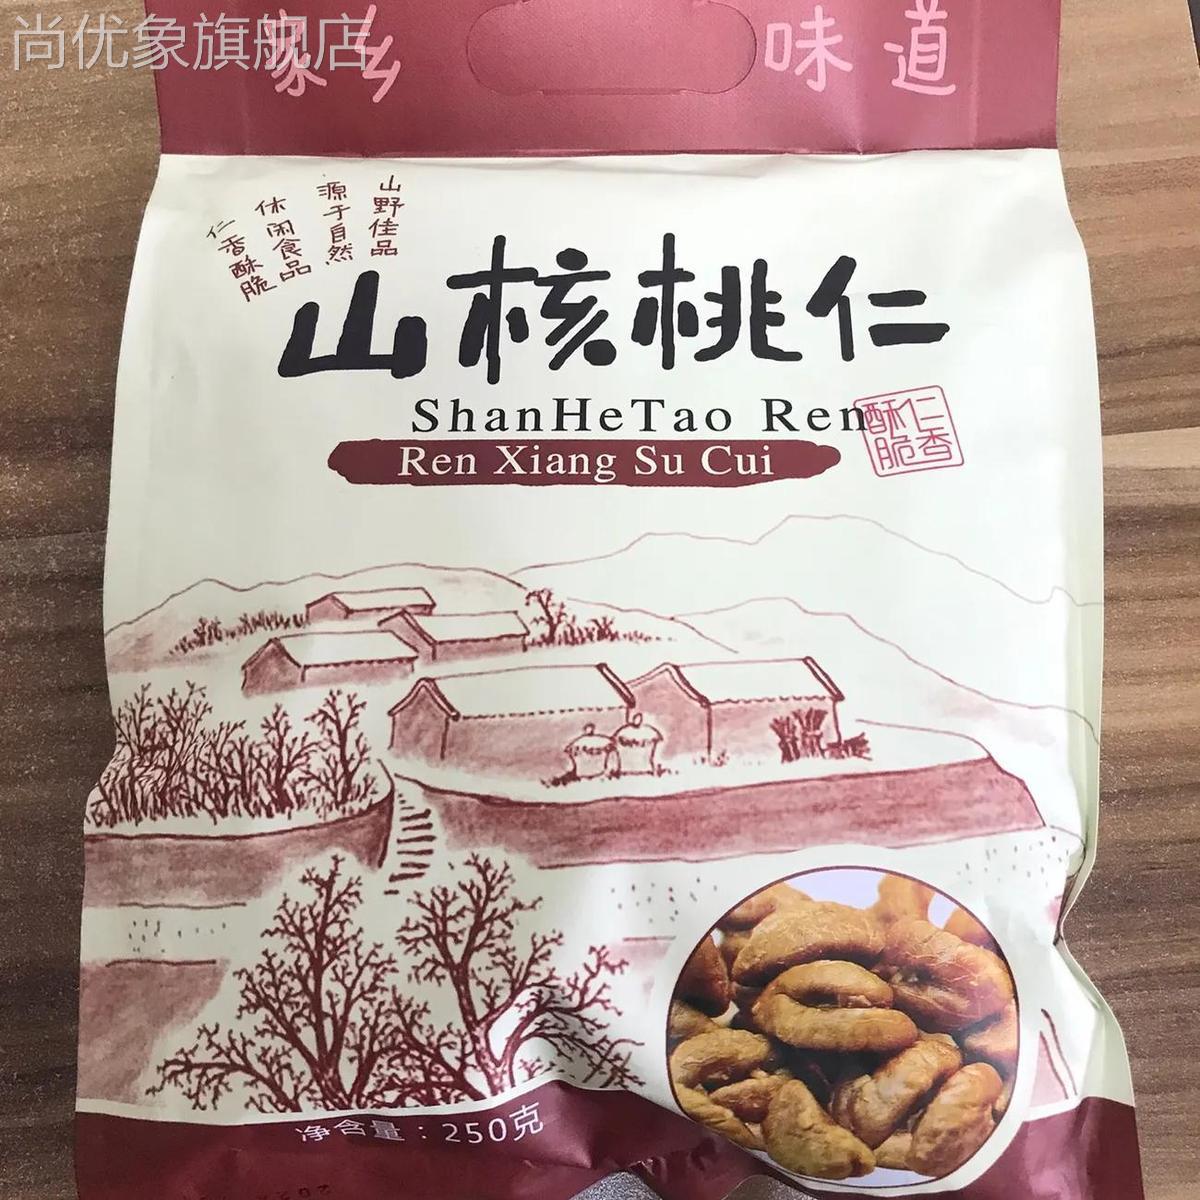 尚优象旗舰店
家乡
味道
山野佳品
源于自然
休闲食品
仁香酥脆
山核桃仁
ShanHeTao Ren
仁香
酥脆
Ren Xiang Su Cui
净含量：250克